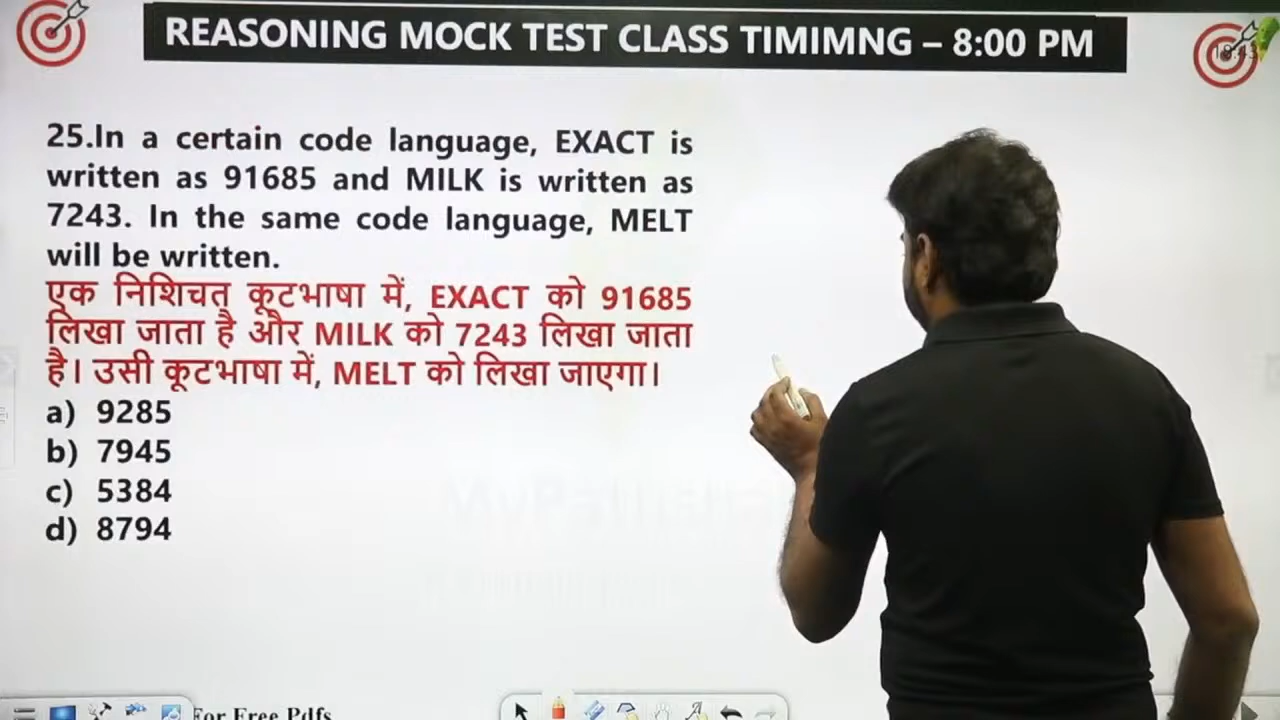 REASONING MOCK TEST CLASS TIMIMNG – 8:00 PM
25.In a certain code language, EXACT is
written as 91685 and MILK is written as
7243. In the same code language, MELT
will be written.
एक निशिचत कूटभाषा में, EXACT को 91685
लिखा जाता है और MILK को 7243 लिखा जाता
है। उसी कूटभाषा में, MELT को लिखा जाएगा।
a) 9285
b) 7945
c) 5384
d) 8794
For Free Pdfs